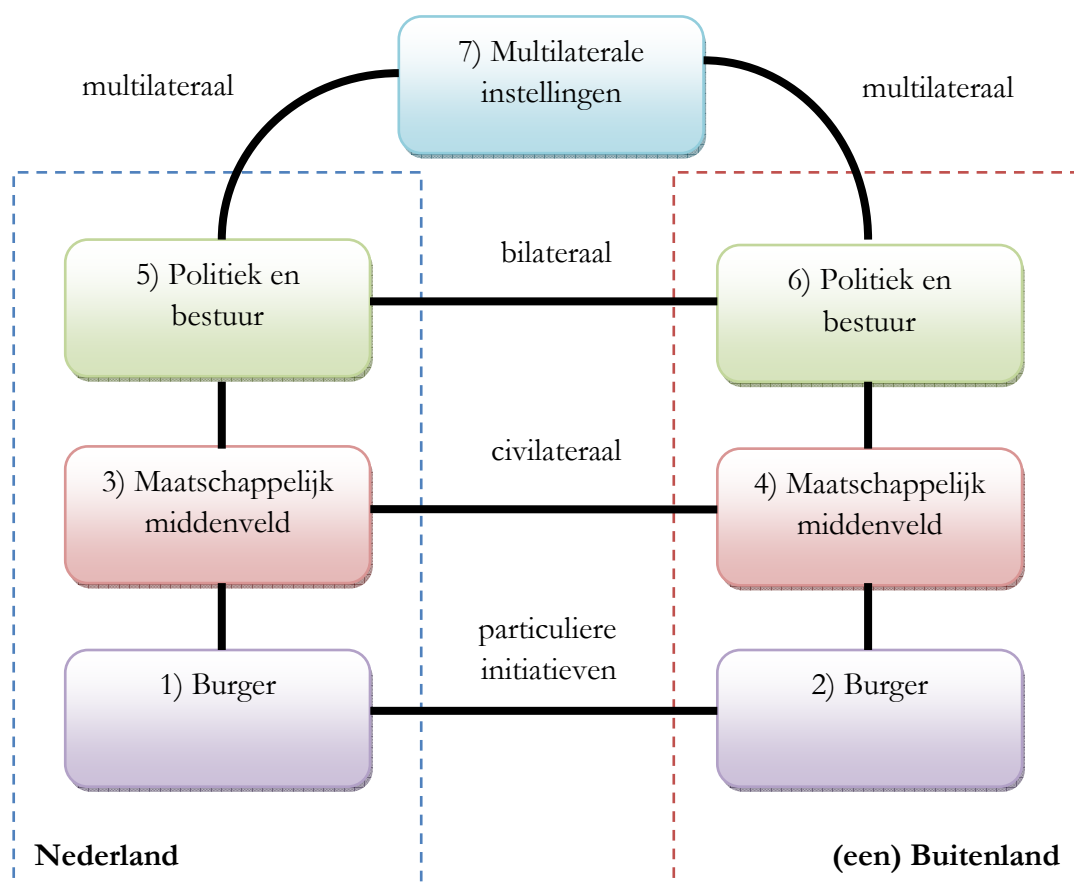 7) Multilaterale
instellingen
multilateraal
multilateraal
bilateraal
5) Politiek en
bestuur
6) Politiek en
bestuur
civilateraal
3) Maatschappelijk
middenveld
4) Maatschappelijk
middenveld
particuliere
initiatieven
1) Burger
2) Burger
Nederland
(een) Buitenland